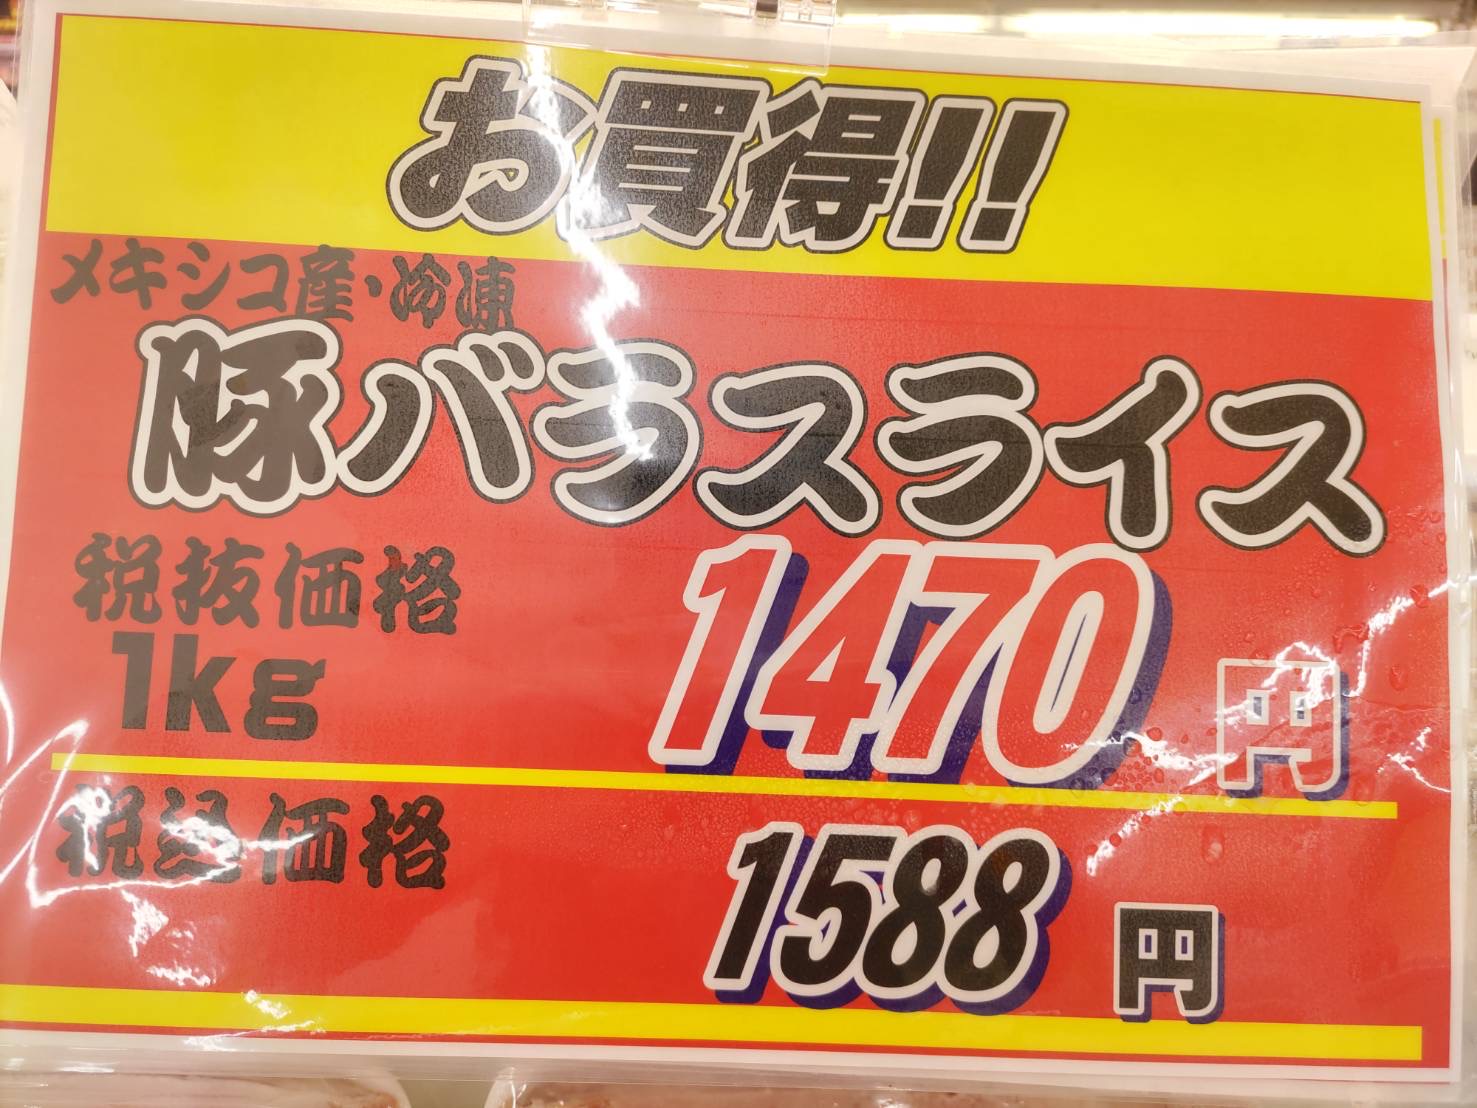 お買得!!
メキシコ産・冷凍
豚バラスライス
税抜価格
1kg 1470円
税込価格 1588円